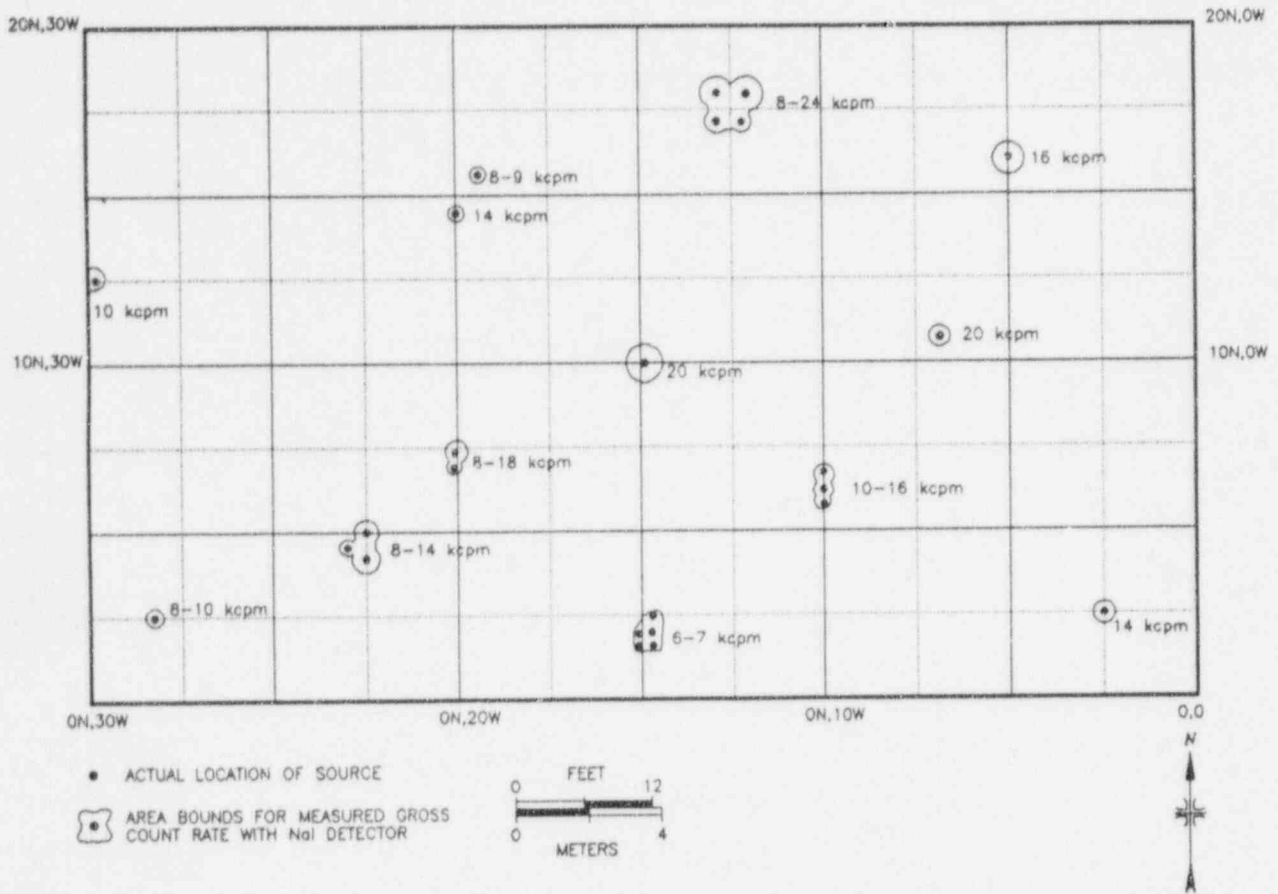 20N,30W
20N,0W
8-24 kcpm
16 kcpm
8-9 kcpm
14 kcpm
10 kcpm
20 kcpm
10N,30W
10N,0W
20 kcpm
8-18 kcpm
10-16 kcpm
8-14 kcpm
8-10 kcpm
6-7 kcpm
14 kcpm
0N,30W
0N,20W
0N,10W
0,0
N
ACTUAL LOCATION OF SOURCE
FEET
0 12
AREA BOUNDS FOR MEASURED GROSS
COUNT RATE WITH NaI DETECTOR
0 4
METERS